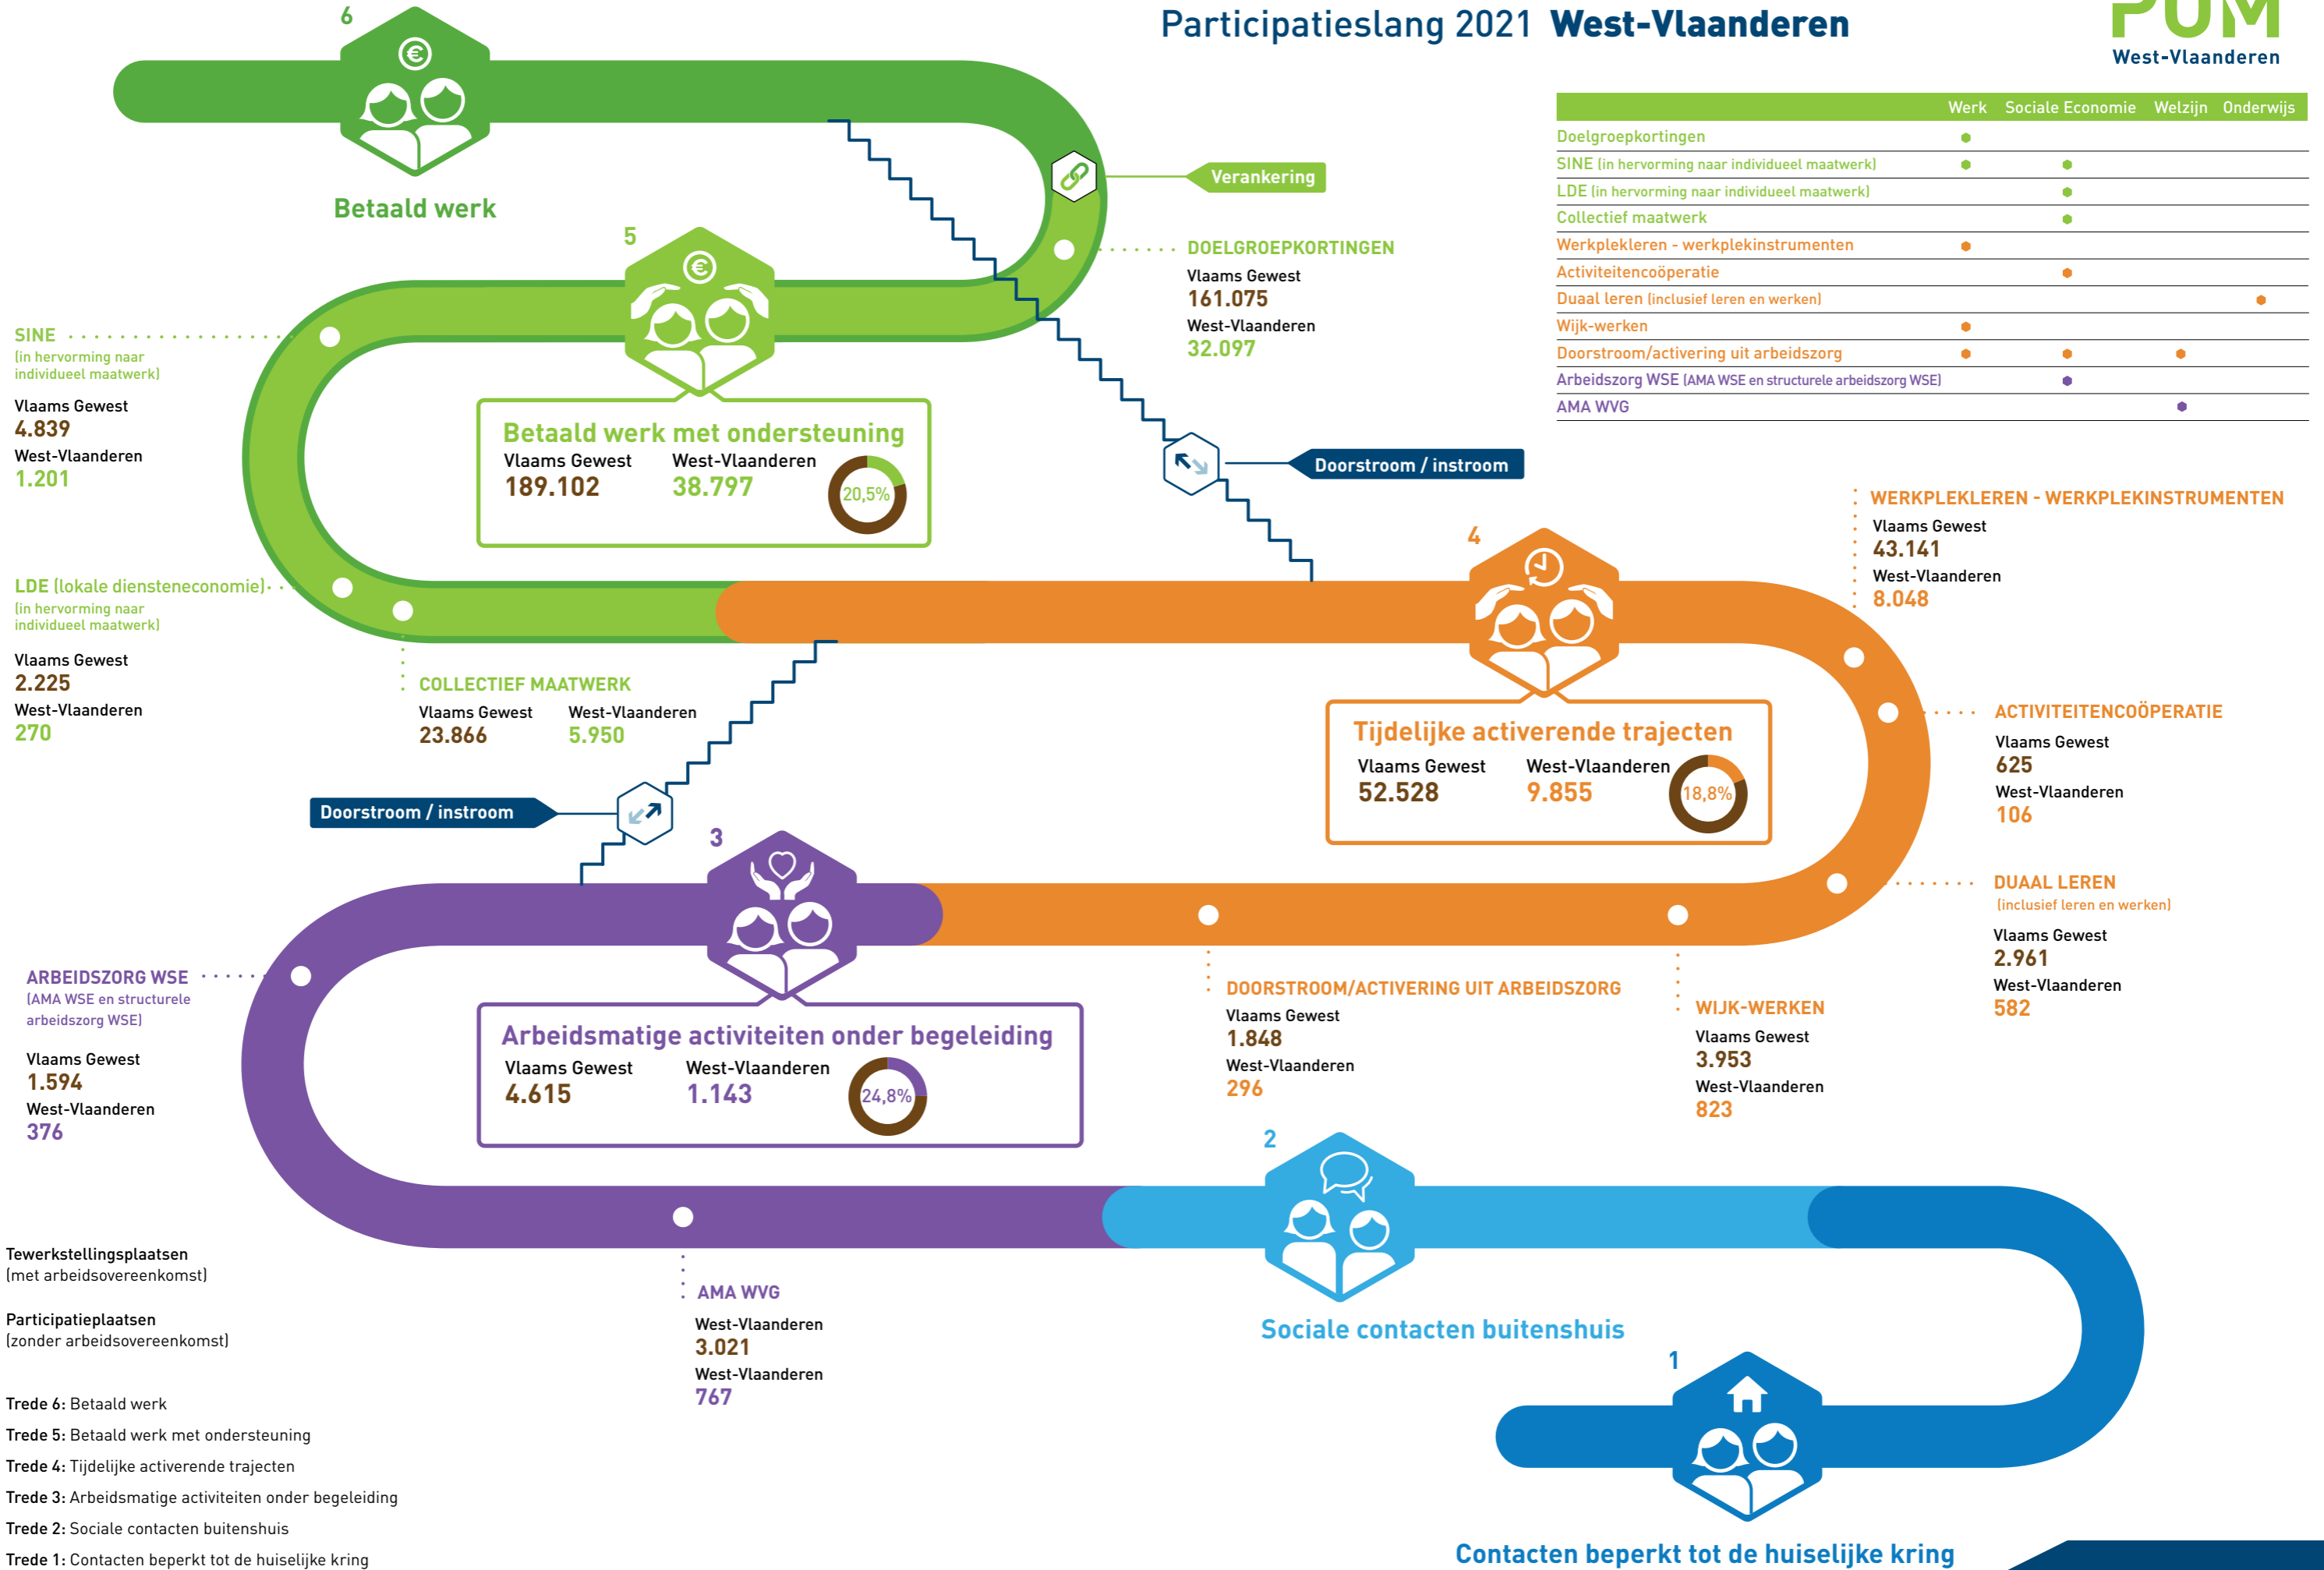 Participatieslang 2021 West-Vlaanderen
POM
West-Vlaanderen
6
Betaald werk
Verankering
Werk Sociale Economie Welzijn Onderwijs
Doelgroepkortingen
SINE (in hervorming naar individueel maatwerk)
LDE (in hervorming naar individueel maatwerk)
Collectief maatwerk
Werkplekleren - werkplekinstrumenten
Activiteitencoöperatie
Duaal leren (inclusief leren en werken)
Wijk-werken
Doorstroom/activering uit arbeidszorg
Arbeidszorg WSE (AMA WSE en structurele arbeidszorg WSE)
AMA WVG
DOELGROEPKORTINGEN
Vlaams Gewest
161.075
West-Vlaanderen
32.097
5
SINE
(in hervorming naar
individueel maatwerk)
Vlaams Gewest
4.839
West-Vlaanderen
1.201
Betaald werk met ondersteuning
Vlaams Gewest West-Vlaanderen
189.102 38.797
20,5%
Doorstroom / instroom
LDE (lokale diensteneconomie)
(in hervorming naar
individueel maatwerk)
Vlaams Gewest
2.225
West-Vlaanderen
270
COLLECTIEF MAATWERK
Vlaams Gewest West-Vlaanderen
23.866 5.950
4
WERKPLEKLEREN - WERKPLEKINSTRUMENTEN
Vlaams Gewest
43.141
West-Vlaanderen
8.048
Tijdelijke activerende trajecten
Vlaams Gewest West-Vlaanderen
52.528 9.855
18,8%
ACTIVITEITENCOÖPERATIE
Vlaams Gewest
625
West-Vlaanderen
106
DUAAL LEREN
(inclusief leren en werken)
Vlaams Gewest
2.961
West-Vlaanderen
582
Doorstroom / instroom
3
ARBEIDSZORG WSE
(AMA WSE en structurele
arbeidszorg WSE)
Vlaams Gewest
1.594
West-Vlaanderen
376
Arbeidsmatige activiteiten onder begeleiding
Vlaams Gewest West-Vlaanderen
4.615 1.143
24,8%
DOORSTROOM/ACTIVERING UIT ARBEIDSZORG
Vlaams Gewest
1.848
West-Vlaanderen
296
WIJK-WERKEN
Vlaams Gewest
3.953
West-Vlaanderen
823
2
Sociale contacten buitenshuis
AMA WVG
West-Vlaanderen
3.021
West-Vlaanderen
767
1
Contacten beperkt tot de huiselijke kring
Tewerkstellingsplaatsen
(met arbeidsovereenkomst)
Participatieplaatsen
(zonder arbeidsovereenkomst)
Trede 6: Betaald werk
Trede 5: Betaald werk met ondersteuning
Trede 4: Tijdelijke activerende trajecten
Trede 3: Arbeidsmatige activiteiten onder begeleiding
Trede 2: Sociale contacten buitenshuis
Trede 1: Contacten beperkt tot de huiselijke kring